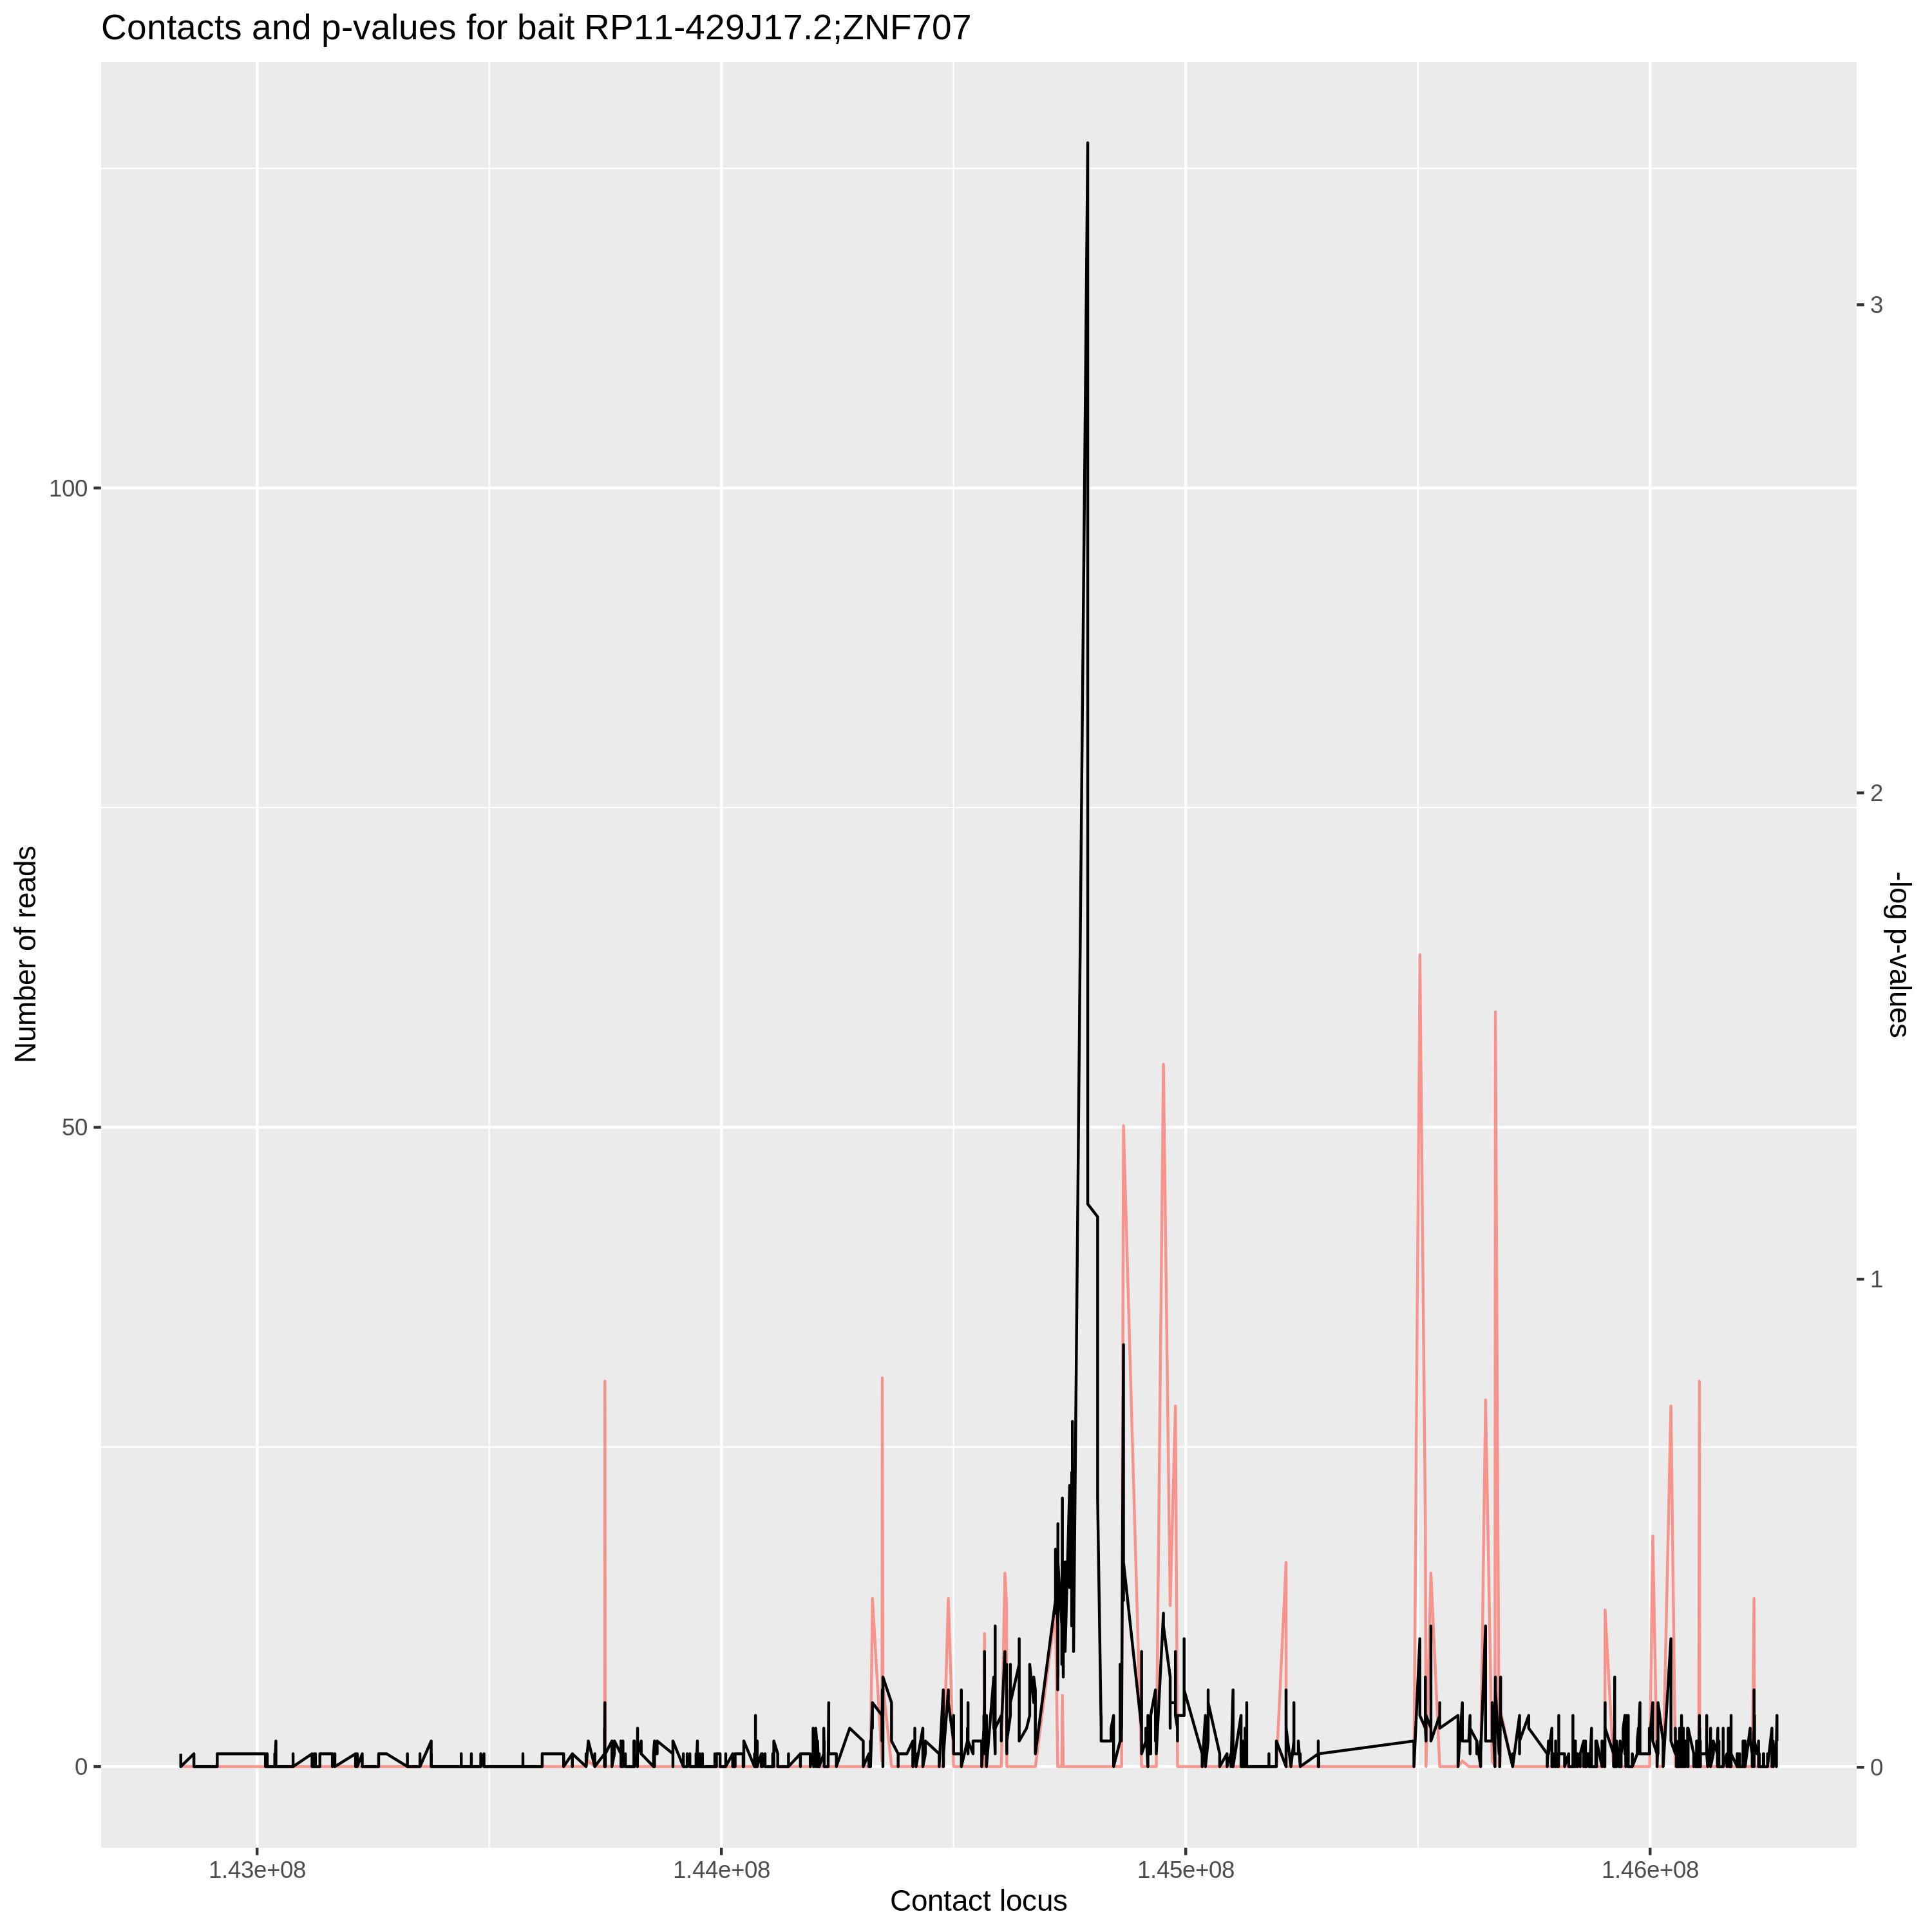 Contacts and p-values for bait RP11-429J17.2;ZNF707
Number of reads
100
50
0
3
2
1
0
-log p-values
1.43e+08
1.44e+08
1.45e+08
1.46e+08
Contact locus